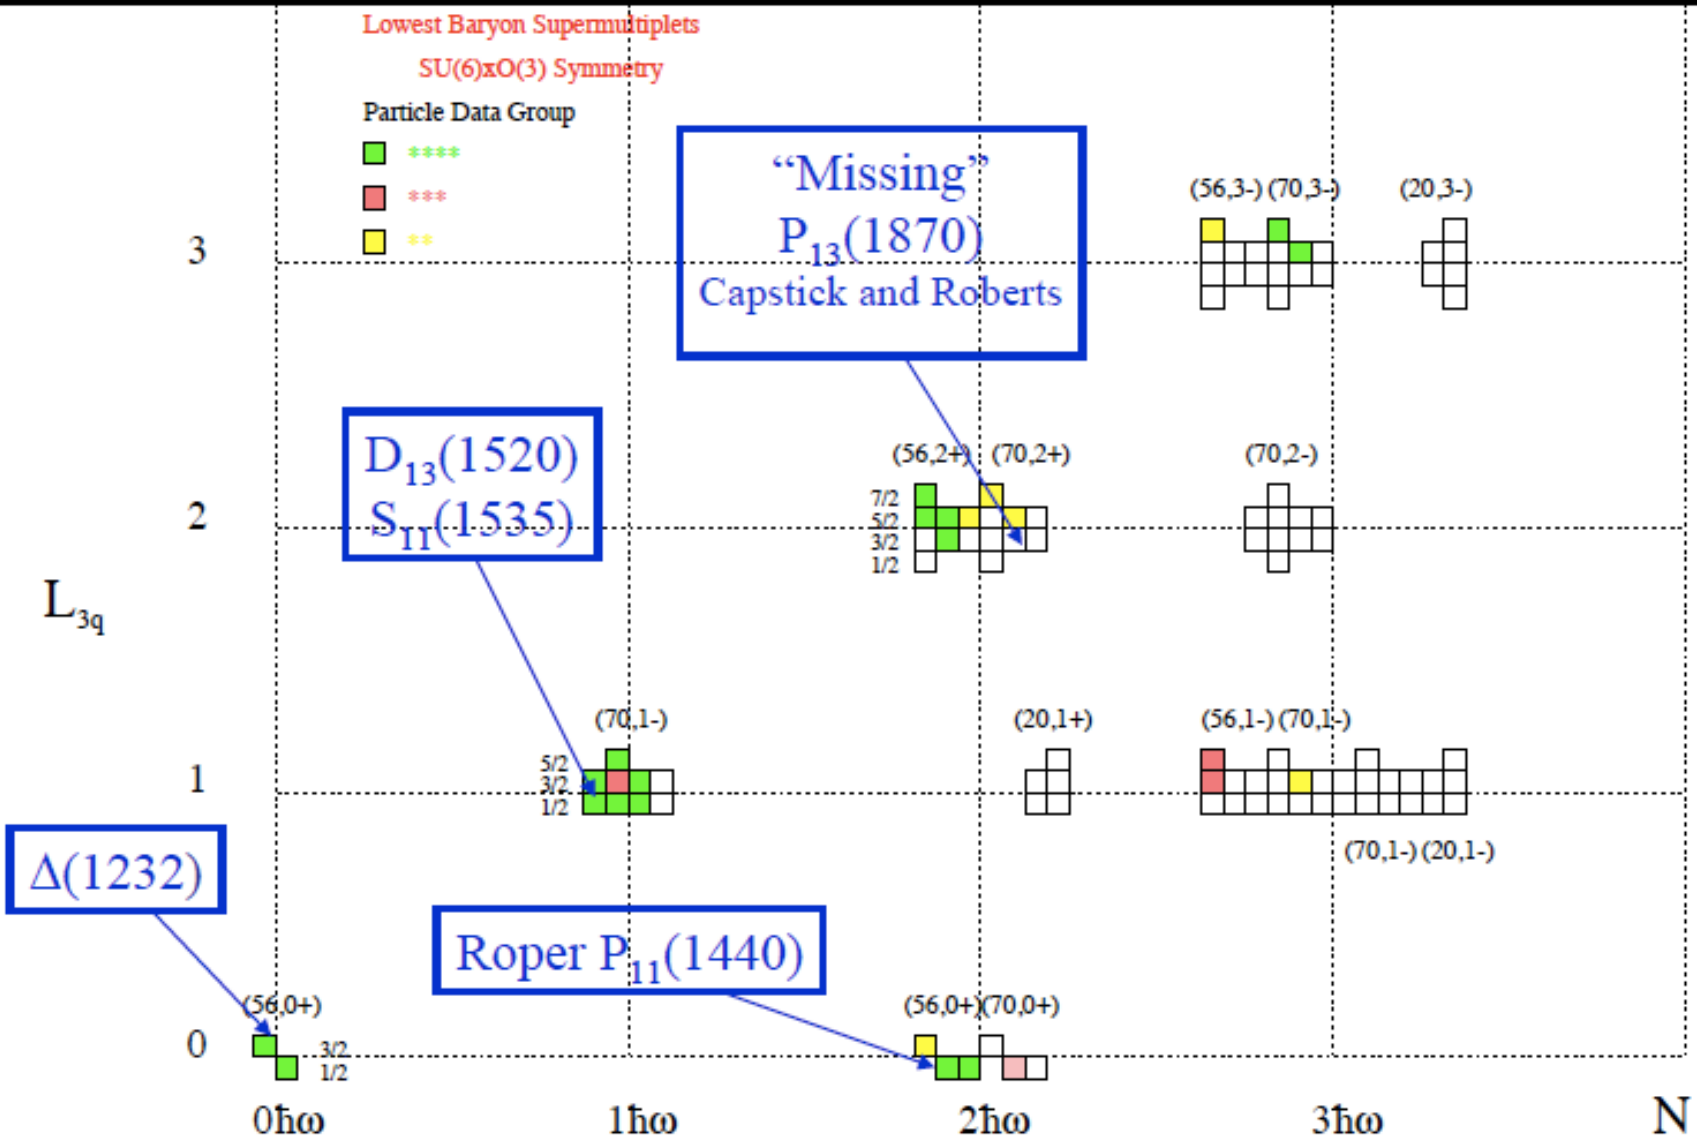 Lowest Baryon Supermultiplets
SU(6)xO(3) Symmetry
Particle Data Group
****
***
**
“Missing”
P₁₃(1870)
Capstick and Roberts
(56,3-) (70,3-) (20,3-)
3
D₁₃(1520)
S₁₁(1535)
(56,2+) (70,2+) (70,2-)
7/2
5/2
3/2
1/2
2
L₃q
(70,1-) (20,1+) (56,1-) (70,1-)
5/2
3/2
1/2
1
(70,1-) (20,1-)
Δ(1232)
Roper P₁₁(1440)
(56,0+) (56,0+) (70,0+)
0
3/2
1/2
0ħω 1ħω 2ħω 3ħω N